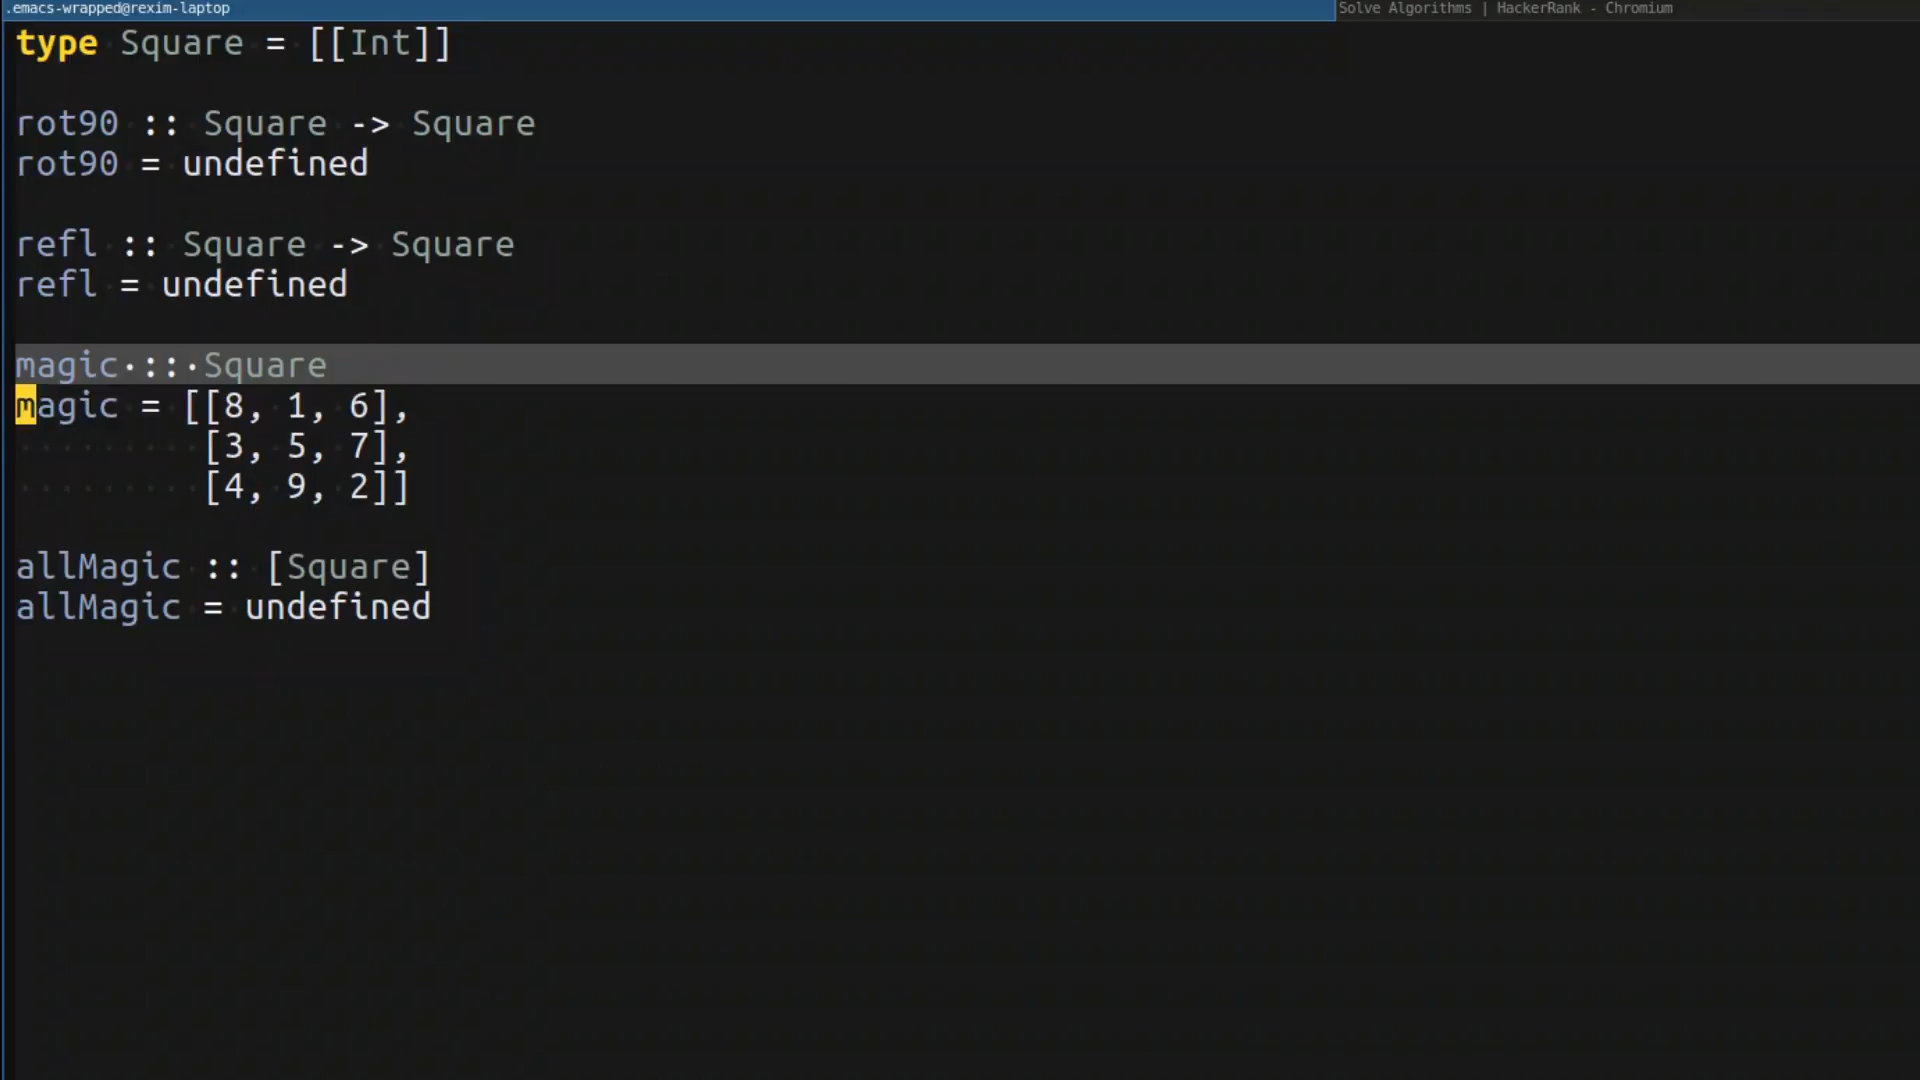 .emacs-wrapped@rexim-laptop
Solve Algorithms | HackerRank - Chromium
type Square = [[Int]]
rot90 :: Square -> Square
rot90 = undefined
refl :: Square -> Square
refl = undefined
magic :: Square
magic = [[8, 1, 6],
[3, 5, 7],
[4, 9, 2]]
allMagic :: [Square]
allMagic = undefined